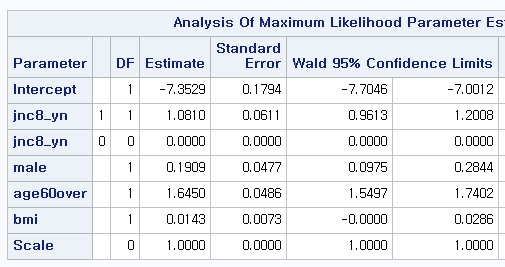 Analysis Of Maximum Likelihood Parameter Es
Parameter DF Estimate Standard Error Wald 95% Confidence Limits
Intercept 1 -7.3529 0.1794 -7.7046 -7.0012
jnc8_yn 1 1 1.0810 0.0611 0.9613 1.2008
jnc8_yn 0 0 0.0000 0.0000 0.0000 0.0000
male 1 0.1909 0.0477 0.0975 0.2844
age60over 1 1.6450 0.0486 1.5497 1.7402
bmi 1 0.0143 0.0073 -0.0000 0.0286
Scale 0 1.0000 0.0000 1.0000 1.0000